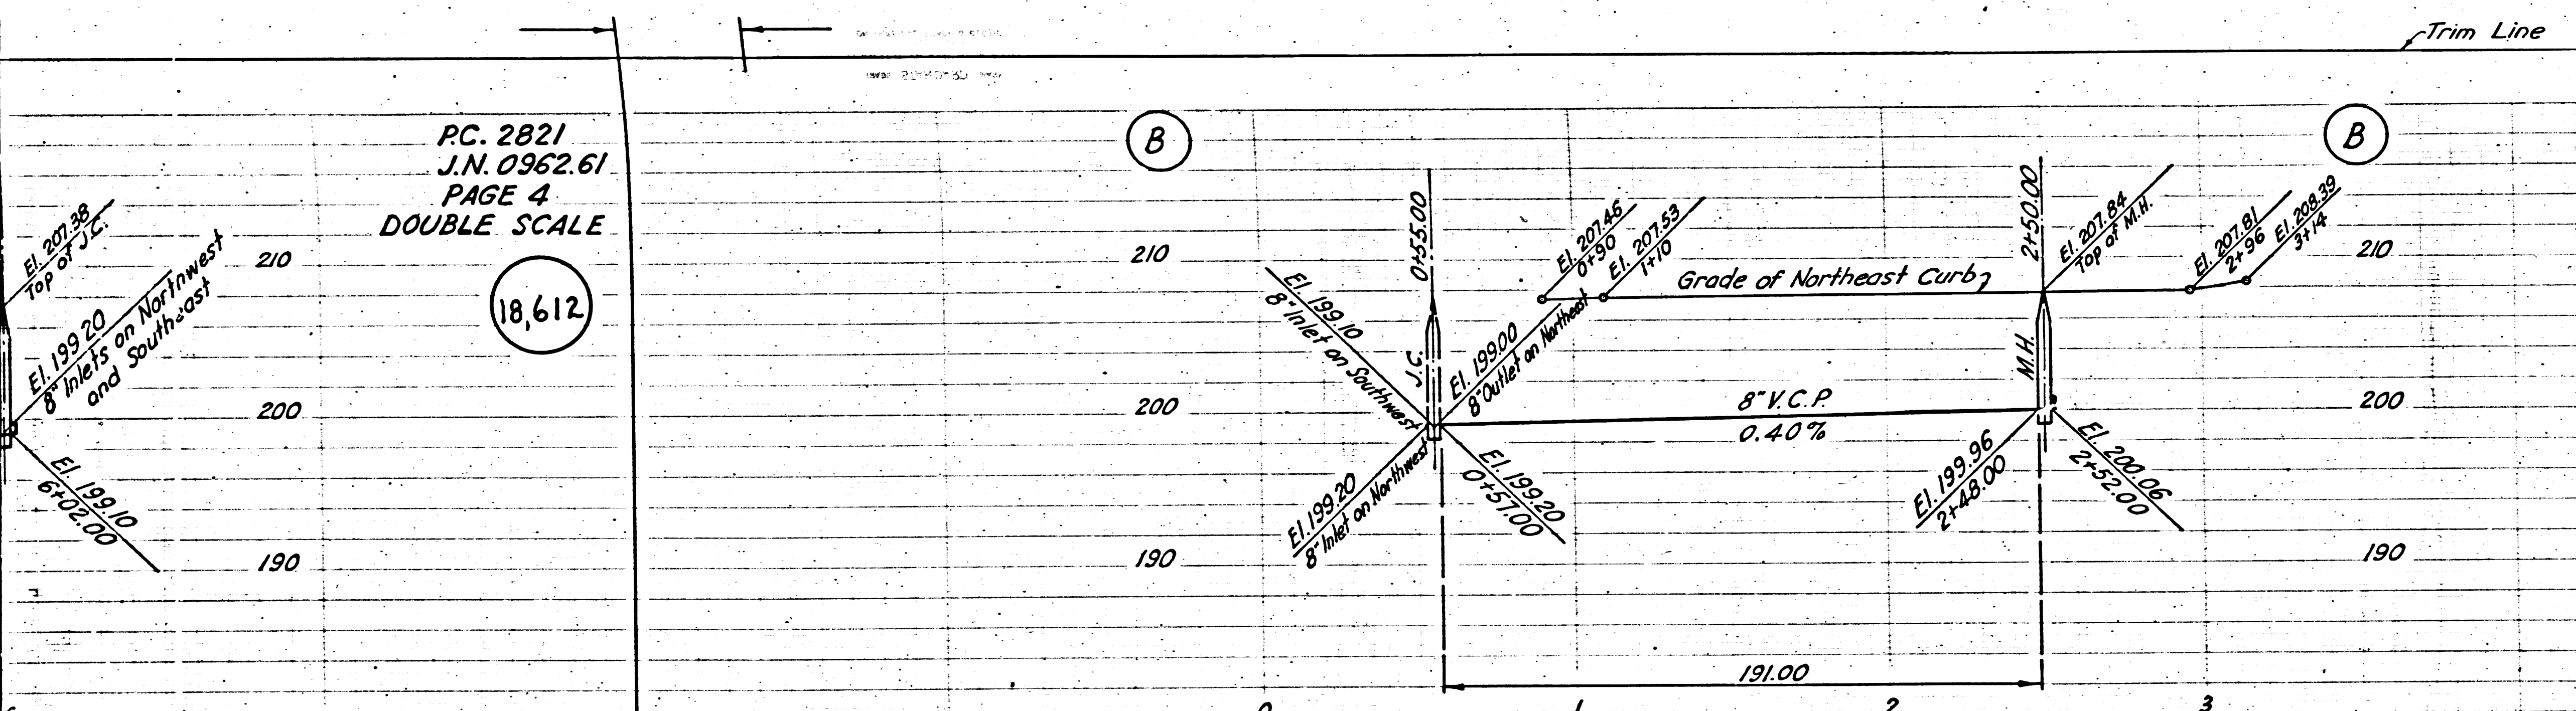 Trim Line
P.C. 2821
J.N. 0962.61
PAGE 4
DOUBLE SCALE
18,612
El. 207.38
Top of J.C.
El. 199.20
8" Inlets on Northwest
and Southeast
El 199.10
6+02.00
210
200
190
B
210
200
190
0+55.00
J.C.
El. 199.10
8" Inlet on Southwest
El. 199.00
8" Outlet on Northeast
El. 199.20
8" Inlet on Northwest
El. 199.20
0+57.00
El. 207.46
0+90
El. 207.53
1+10
Grade of Northeast Curb
8" V.C.P.
0.40%
2+50.00
M.H.
El. 207.84
Top of M.H.
El. 207.81
2+96
El. 208.39
3+14
El. 199.96
2+48.00
El. 200.06
2+52.00
B
210
200
190
191.00
0
1
2
3